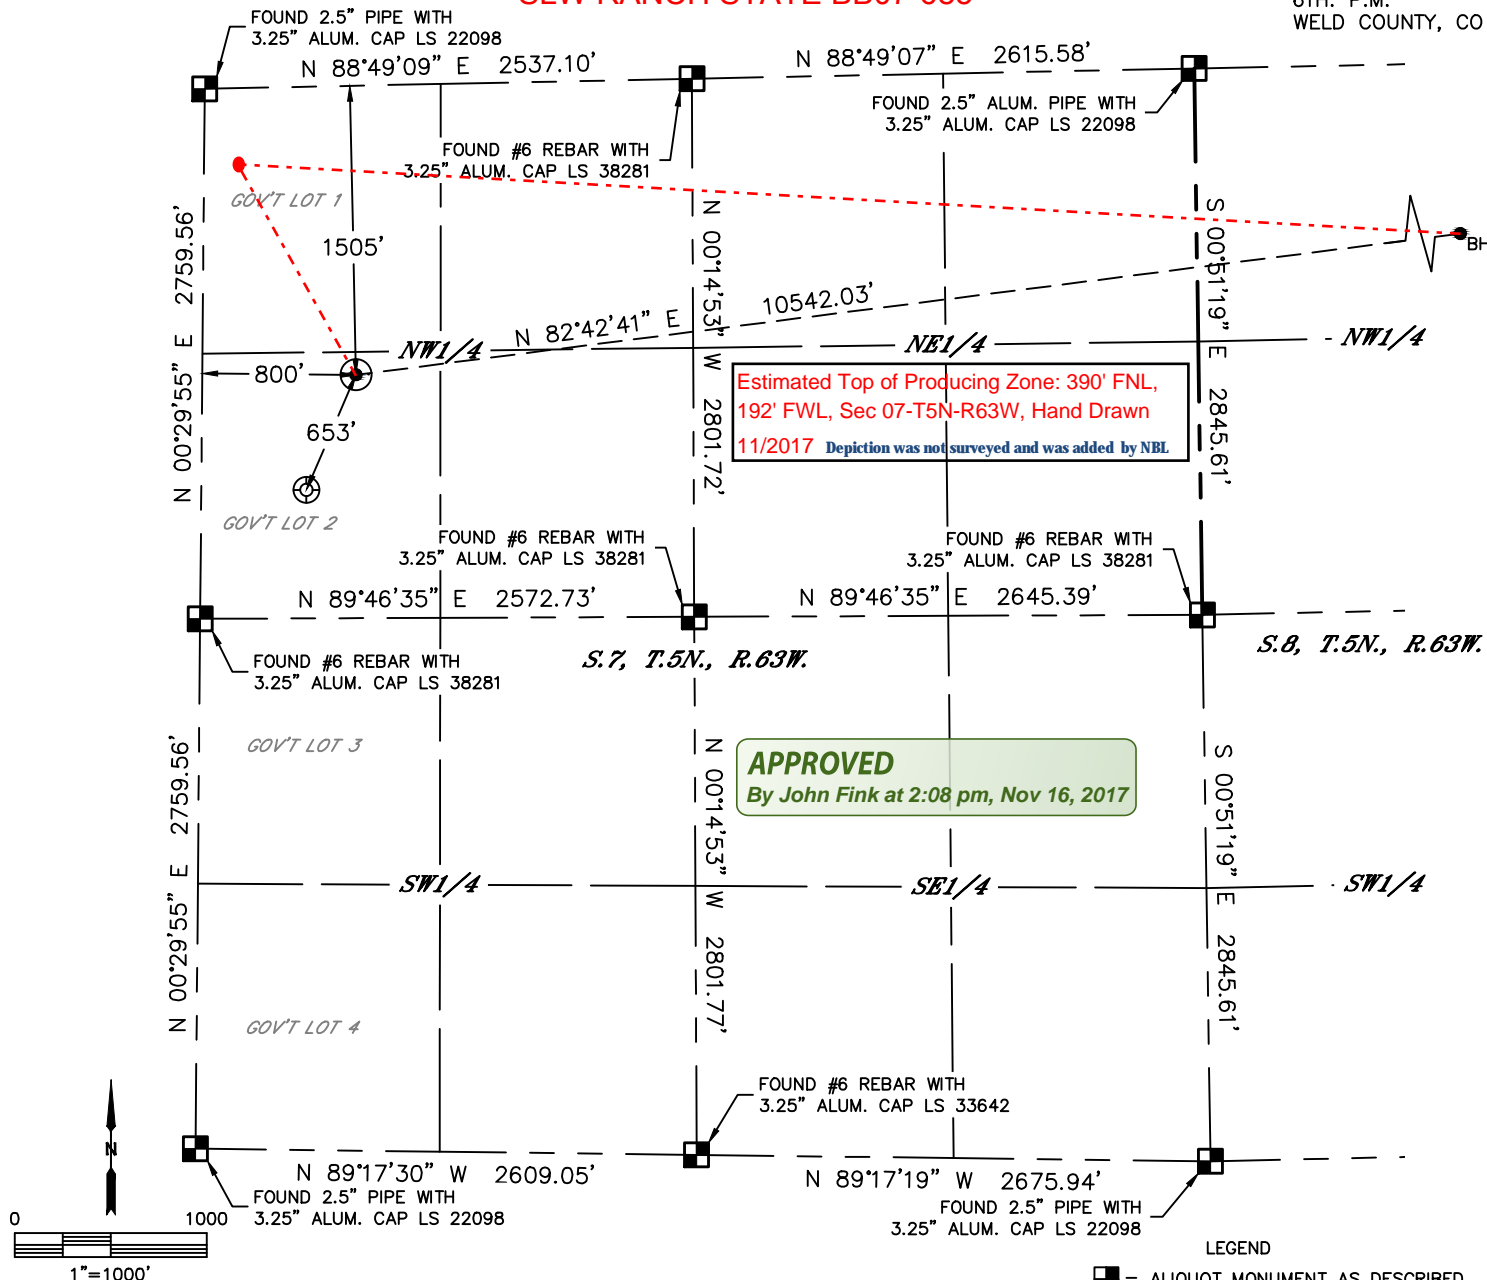 6TH. P.M.
WELD COUNTY, CO
FOUND 2.5" PIPE WITH
3.25" ALUM. CAP LS 22098
N 88°49'09" E 2537.10'
N 88°49'07" E 2615.58'
FOUND 2.5" ALUM. PIPE WITH
3.25" ALUM. CAP LS 22098
FOUND #6 REBAR WITH
3.25" ALUM. CAP LS 38281
GOV'T LOT 1
1505'
N 00°29'55" E 2759.56'
N 00°14'53" W 2801.72'
S 00°51'19" E 2845.61'
BH
N 82°42'41" E 10542.03'
NW1/4
NE1/4
NW1/4
800'
653'
Estimated Top of Producing Zone: 390' FNL,
192' FWL, Sec 07-T5N-R63W, Hand Drawn
11/2017 Depiction was not surveyed and was added by NBL
GOV'T LOT 2
FOUND #6 REBAR WITH
3.25" ALUM. CAP LS 38281
FOUND #6 REBAR WITH
3.25" ALUM. CAP LS 38281
N 89°46'35" E 2572.73'
N 89°46'35" E 2645.39'
FOUND #6 REBAR WITH
3.25" ALUM. CAP LS 38281
S.7, T.5N., R.63W.
S.8, T.5N., R.63W.
GOV'T LOT 3
N 00°29'55" E 2759.56'
N 00°14'53" W 2801.77'
S 00°51'19" E 2845.61'
APPROVED
By John Fink at 2:08 pm, Nov 16, 2017
SW1/4
SE1/4
SW1/4
GOV'T LOT 4
FOUND #6 REBAR WITH
3.25" ALUM. CAP LS 33642
N
N 89°17'30" W 2609.05'
N 89°17'19" W 2675.94'
FOUND 2.5" PIPE WITH
3.25" ALUM. CAP LS 22098
FOUND 2.5" PIPE WITH
3.25" ALUM. CAP LS 22098
0 1000
1"=1000'
LEGEND
= ALIQUOT MONUMENT AS DESCRIBED